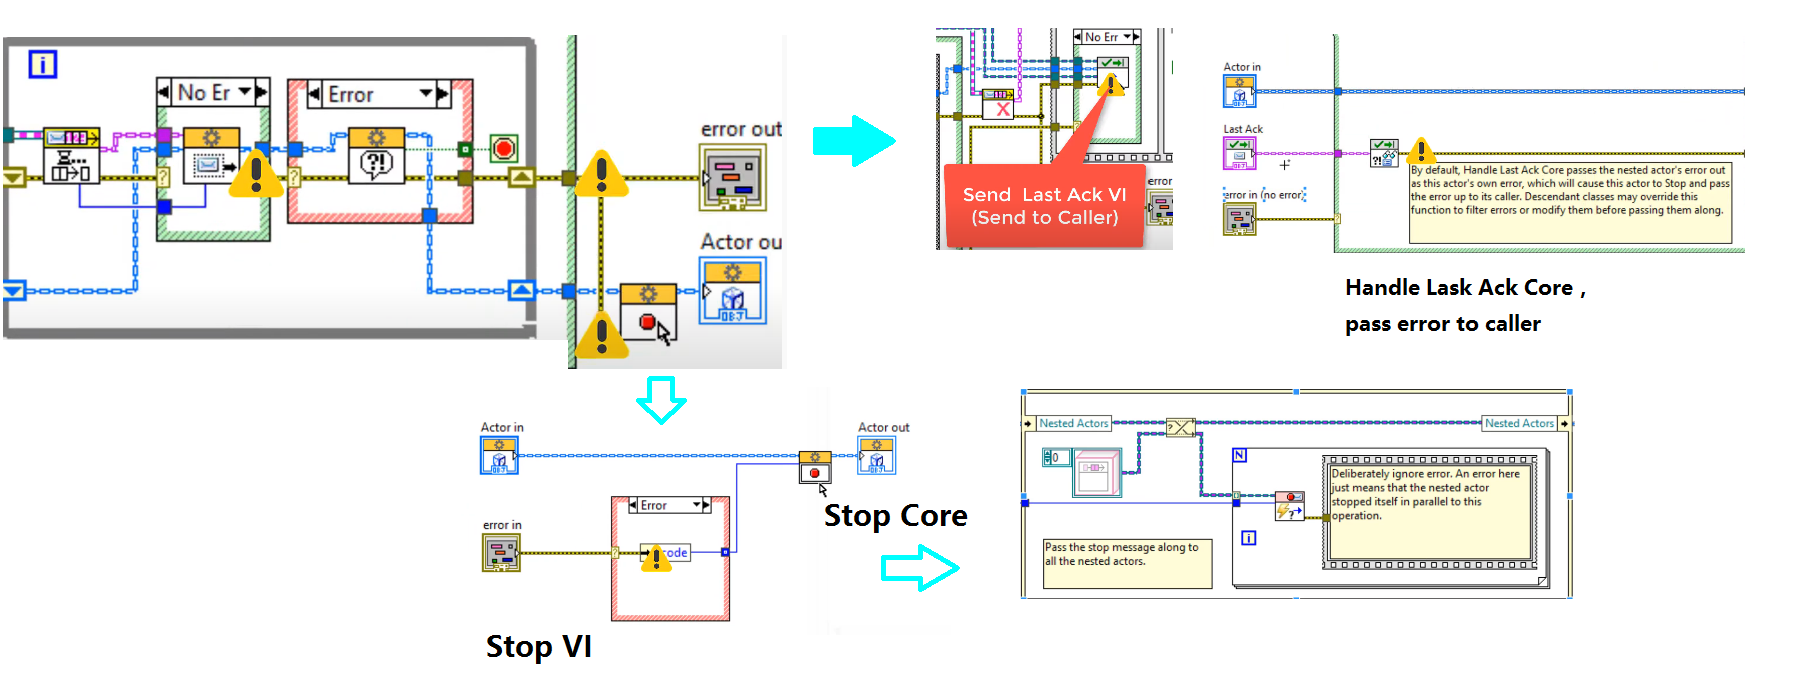 i
No Er
Error
error out
Actor ou
OBJ
No Err
Send Last Ack VI
(Send to Caller)
error
Actor in
OBJ
Last Ack
error in (no error)
By default, Handle Last Ack Core passes the nested actor's error out
as this actor's own error, which will cause this actor to Stop and pass
the error up to its caller. Descendant classes may override this
function to filter errors or modify them before passing them along.
Handle Lask Ack Core ,
pass error to caller
Actor in
OBJ
Actor out
OBJ
error in
Error
code
Stop Core
Stop VI
Nested Actors
Nested Actors
0
N
Deliberately ignore error. An error here
just means that the nested actor
stopped itself in parallel to this
operation.
i
Pass the stop message along to
all the nested actors.